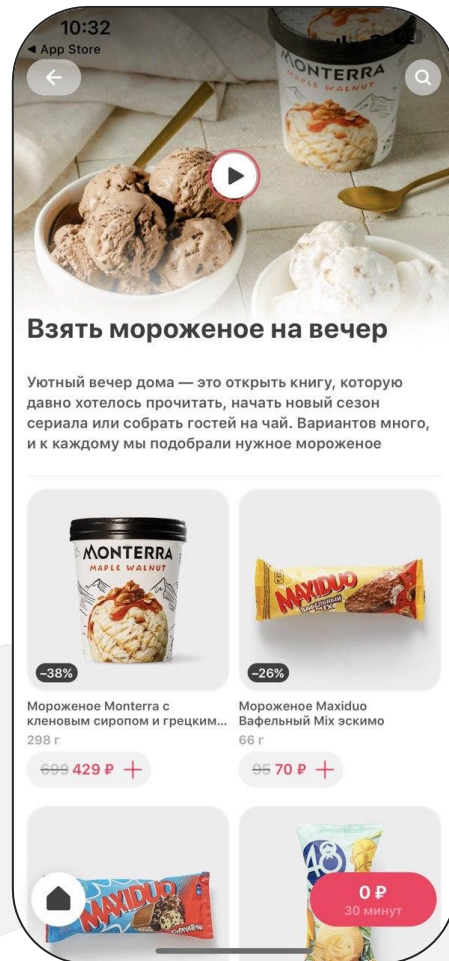 10:32
App Store
MONTERRA
MAPLE WALNUT
Взять мороженое на вечер
Уютный вечер дома — это открыть книгу, которую
давно хотелось прочитать, начать новый сезон
сериала или собрать гостей на чай. Вариантов много,
и к каждому мы подобрали нужное мороженое
MONTERRA
MAPLE WALNUT
MAXIDUO
ВАФЕЛЬНЫЙ
MIX
–38%
–26%
Мороженое Monterra с
кленовым сиропом и грецким...
298 г
699 429 ₽
Мороженое Maxiduo
Вафельный Mix эскимо
66 г
95 70 ₽
MAXIDUO
48
0 ₽
30 минут